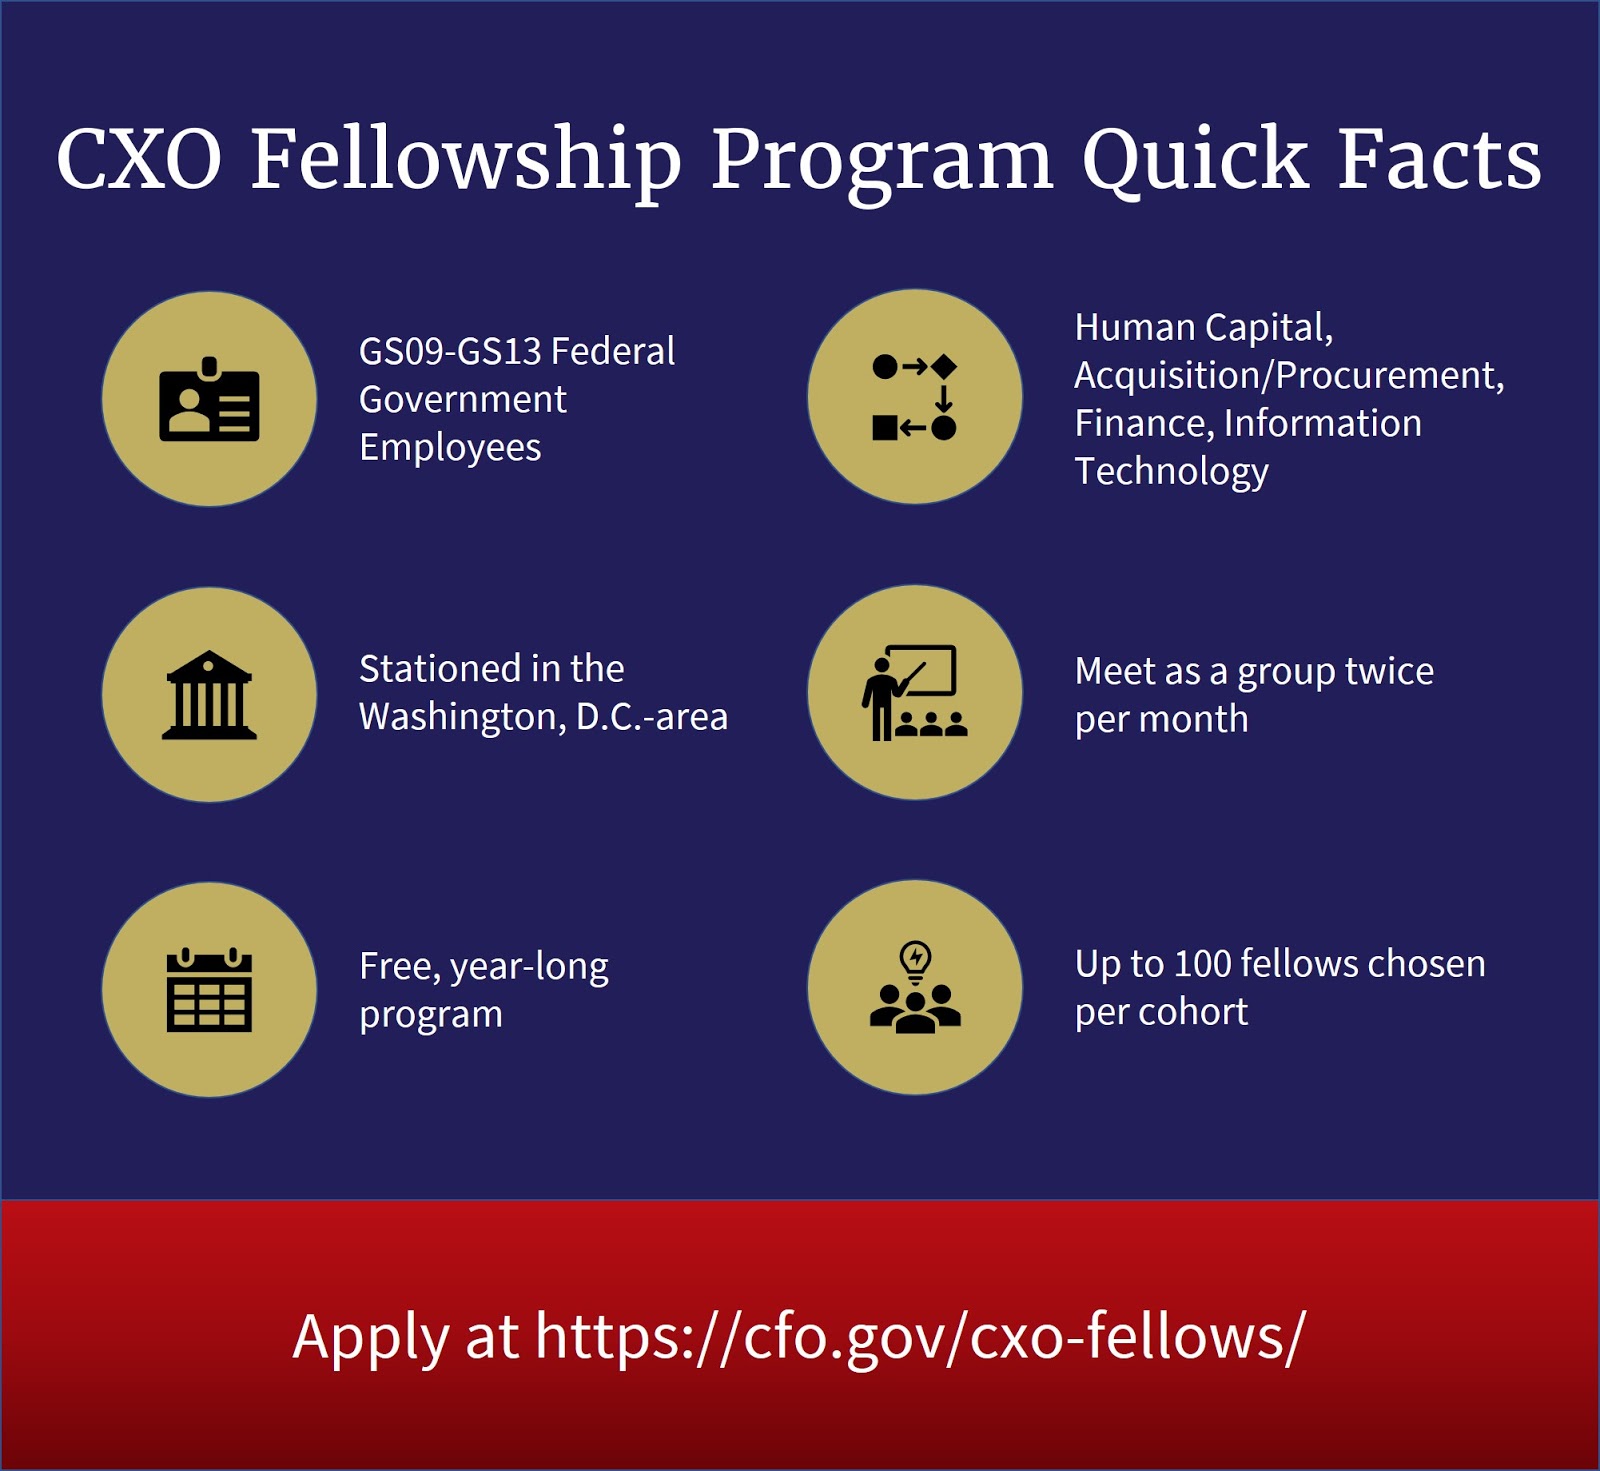 CXO Fellowship Program Quick Facts
GS09-GS13 Federal
Government
Employees
Human Capital,
Acquisition/Procurement,
Finance, Information
Technology
Stationed in the
Washington, D.C.-area
Meet as a group twice
per month
Free, year-long
program
Up to 100 fellows chosen
per cohort
Apply at https://cfo.gov/cxo-fellows/